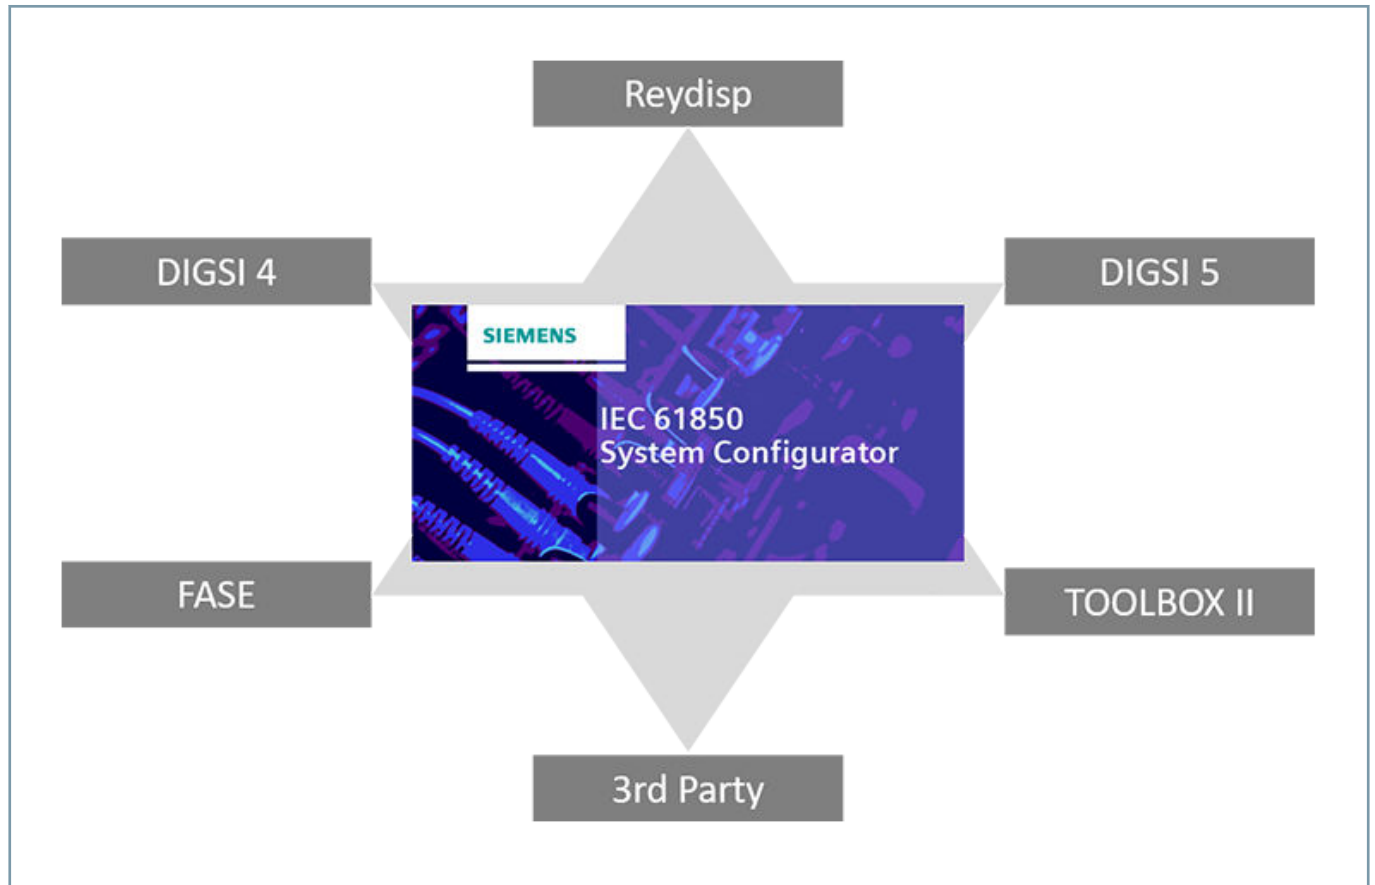 Reydisp
DIGSI 4
DIGSI 5
SIEMENS
IEC 61850
System Configurator
FASE
TOOLBOX II
3rd Party